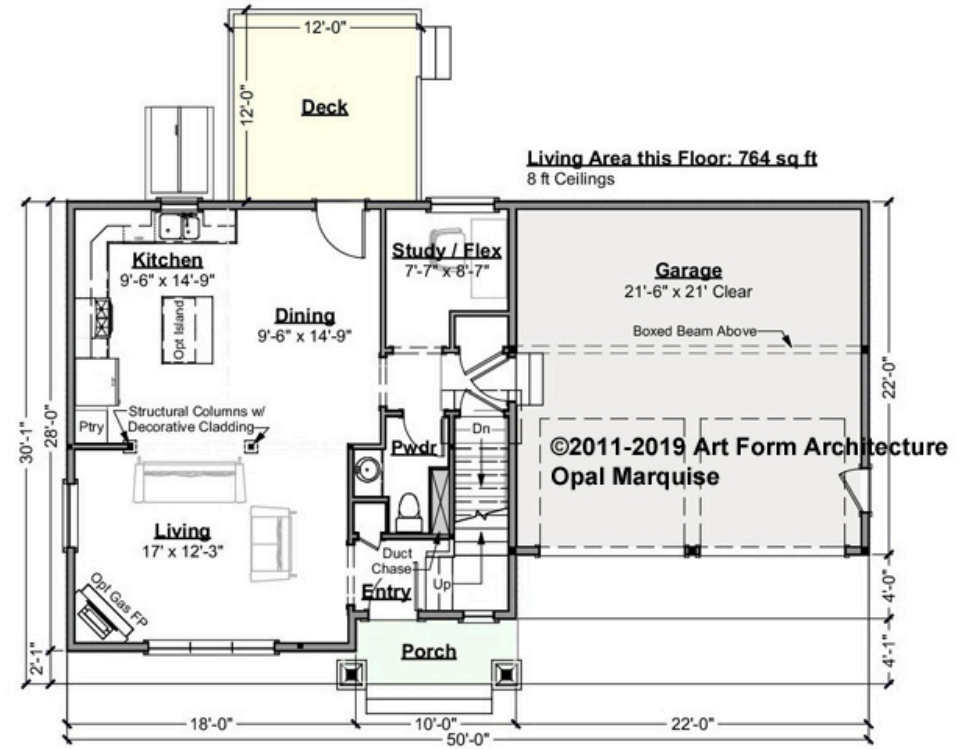 12'-0"
12'-0"
Deck
Living Area this Floor: 764 sq ft
8 ft Ceilings
Kitchen
9'-6" x 14'-9"
Study / Flex
7'-7" x 8'-7"
Garage
21'-6" x 21' Clear
Opt Island
Dining
9'-6" x 14'-9"
Boxed Beam Above
30'-1"
28'-0"
22'-0"
Structural Columns w/
Decorative Cladding
Ptry
Pwdr
Dn
©2011-2019 Art Form Architecture
Opal Marquise
Living
17' x 12'-3"
Duct
Chase
Up
Entry
Opt Gas FP
4'-0"
Porch
2'-1"
4'-1"
18'-0"
10'-0"
22'-0"
50'-0"